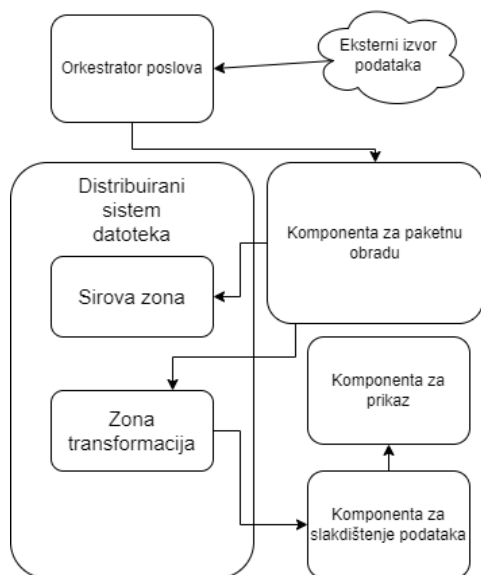 Orkestrator poslova
Eksterni izvor
podataka
Distribuirani
sistem
datoteka
Komponenta za paketnu
obradu
Sirova zona
Komponenta za
prikaz
Zona
transformacija
Komponenta za
slakdištenje podataka